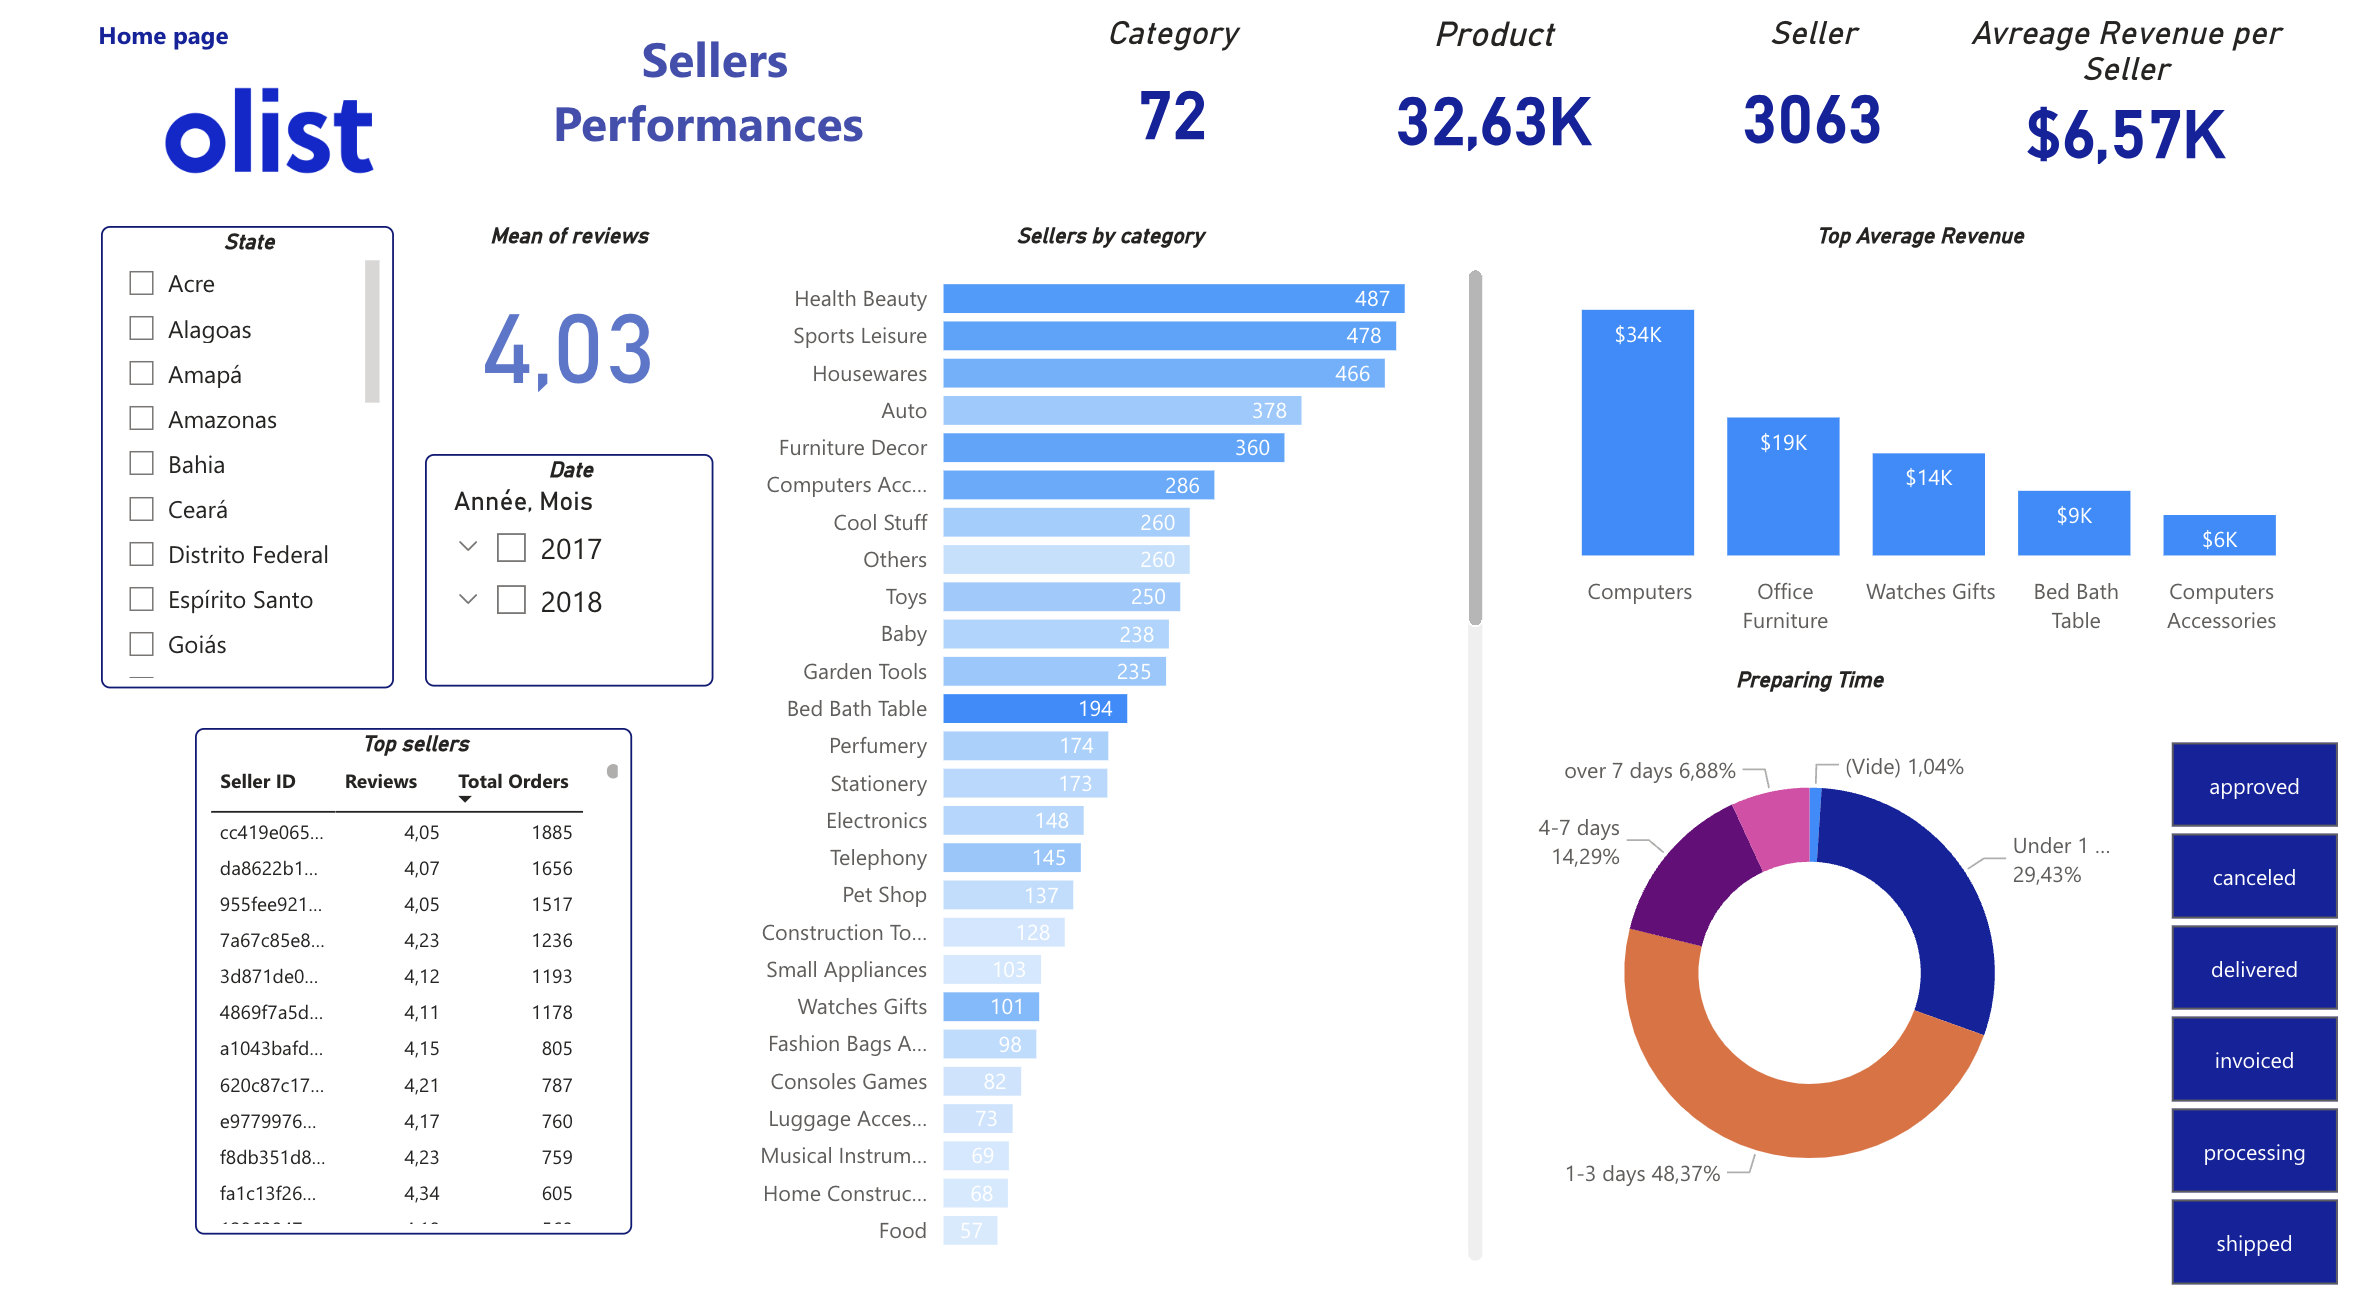 Home page
olist
Sellers
Performances
Category
72
Product
32,63K
Seller
3063
Avreage Revenue per
Seller
$6,57K
State
Acre
Alagoas
Amapá
Amazonas
Bahia
Ceará
Distrito Federal
Espírito Santo
Goiás
Mean of reviews
4,03
Date
Année, Mois
2017
2018
Top sellers
Seller ID Reviews Total Orders
cc419e065... 4,05 1885
da8622b1... 4,07 1656
955fee921... 4,05 1517
7a67c85e8... 4,23 1236
3d871de0... 4,12 1193
4869f7a5d... 4,11 1178
a1043bafd... 4,15 805
620c87c17... 4,21 787
e9779976... 4,17 760
f8db351d8... 4,23 759
fa1c13f26... 4,34 605
Sellers by category
Health Beauty 487
Sports Leisure 478
Housewares 466
Auto 378
Furniture Decor 360
Computers Acc... 286
Cool Stuff 260
Others 260
Toys 250
Baby 238
Garden Tools 235
Bed Bath Table 194
Perfumery 174
Stationery 173
Electronics 148
Telephony 145
Pet Shop 137
Construction To... 128
Small Appliances 103
Watches Gifts 101
Fashion Bags A... 98
Consoles Games 82
Luggage Acces... 73
Musical Instrum... 69
Home Construc... 68
Food 57
Top Average Revenue
$34K
$19K
$14K
$9K
$6K
Computers
Office
Furniture
Watches Gifts
Bed Bath
Table
Computers
Accessories
Preparing Time
over 7 days 6,88%
(Vide) 1,04%
4-7 days
14,29%
Under 1 ...
29,43%
1-3 days 48,37%
approved
canceled
delivered
invoiced
processing
shipped